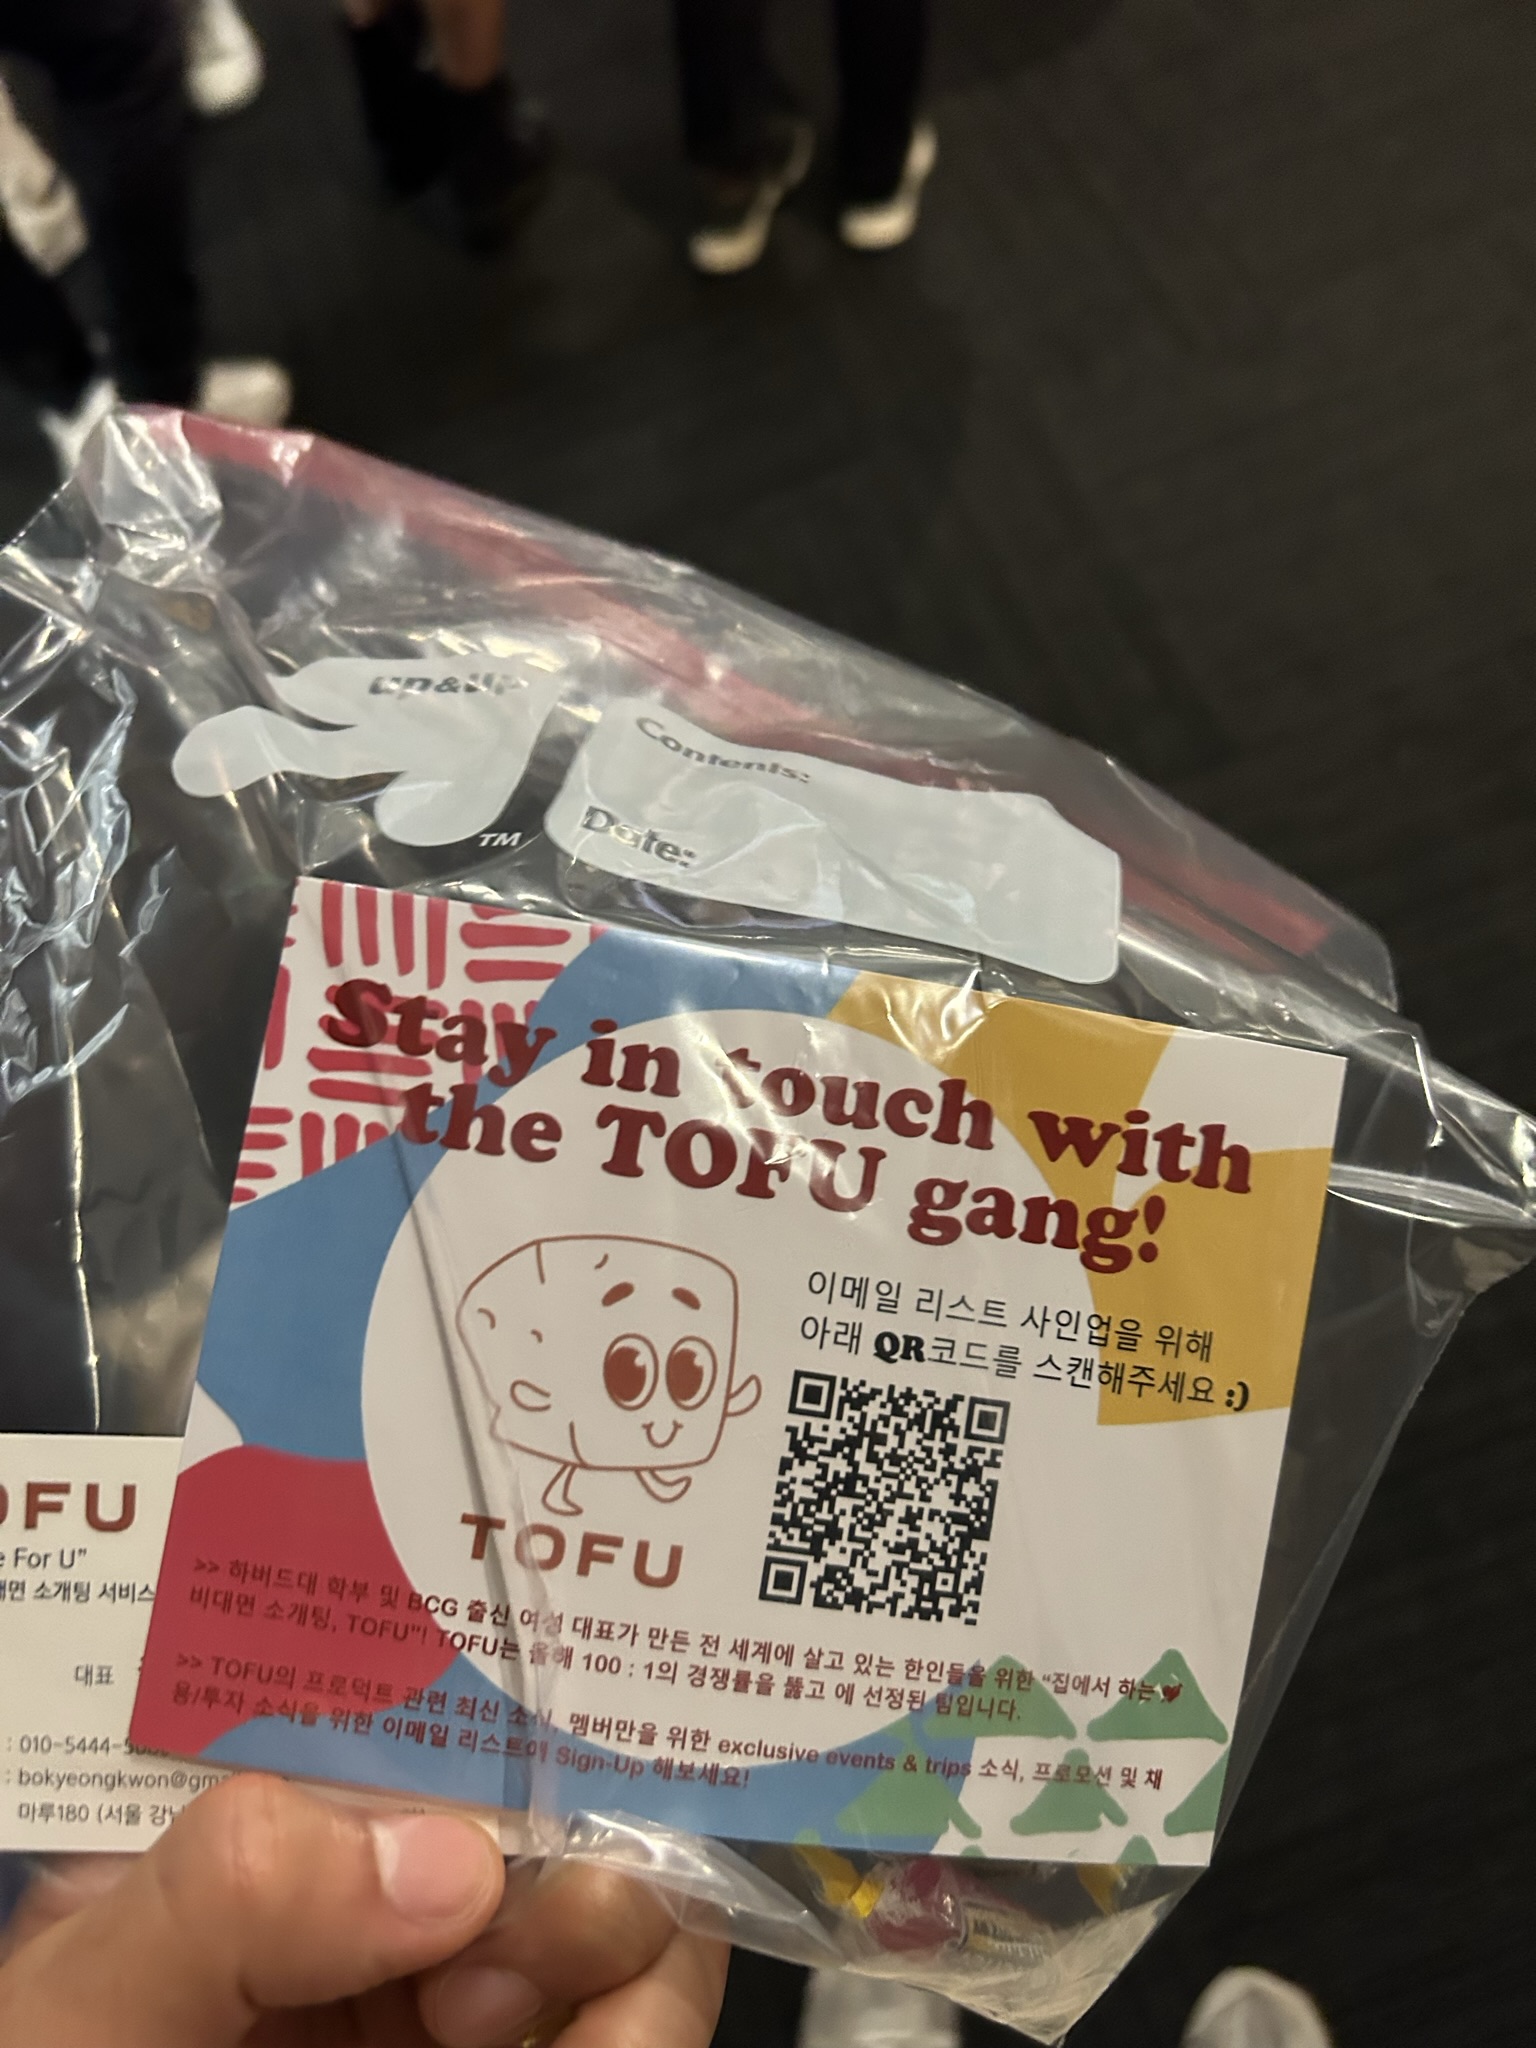 up&up
TM
Contents:
Date:
Stay in touch with
the TOFU gang!
이메일 리스트 사인업을 위해
아래 QR코드를 스캔해주세요 :)
TOFU
>> 하버드대 학부 및 BCG 출신 여성 대표가 만든 전 세계에 살고 있는 한인들을 위한 “집에서 하는
비대면 소개팅, TOFU”! TOFU는 올해 100 : 1의 경쟁률을 뚫고 에 선정된 팀입니다.
>> TOFU의 프로덕트 관련 최신 소식, 멤버만을 위한 exclusive events & trips 소식, 프로모션 및 채
용/투자 소식을 위한 이메일 리스트에 Sign-Up 해보세요!
OFU
e For U”
대면 소개팅 서비스
대표
: 010-5444-5
: bokyeongkwon@gma
마루180 (서울 강남